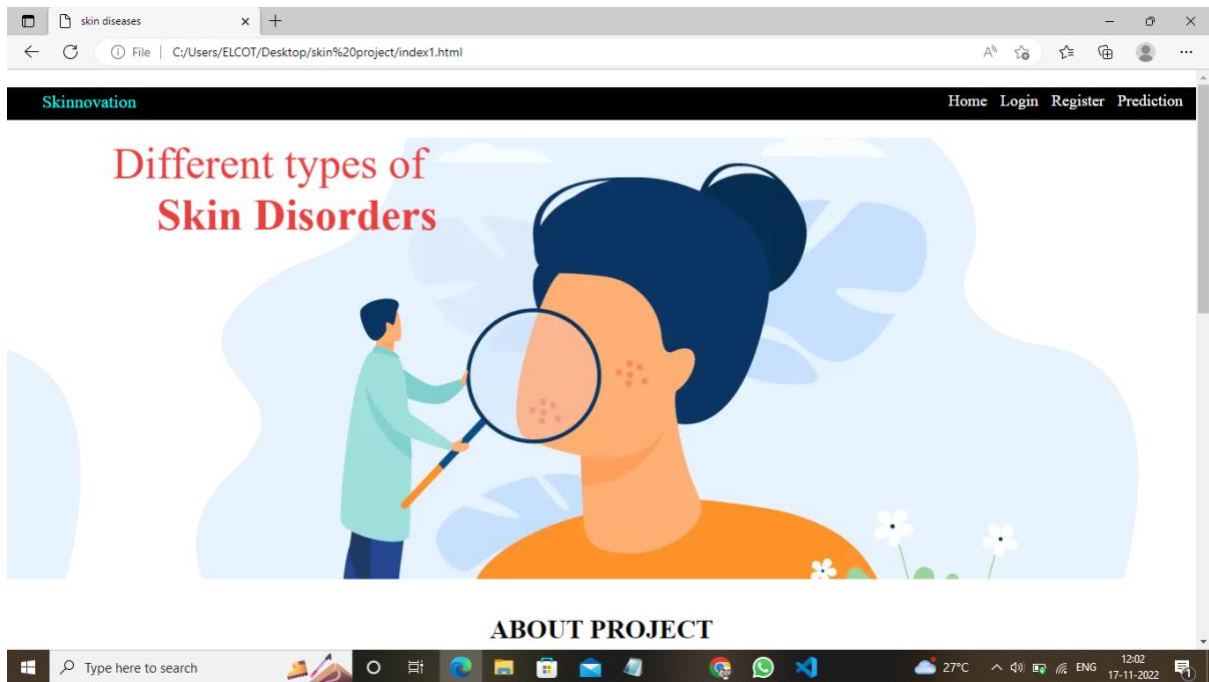 skin diseases
File | C:/Users/ELCOT/Desktop/skin%20project/index1.html
Skinnovation
Home Login Register Prediction
Different types of
Skin Disorders
ABOUT PROJECT
Type here to search
27°C ENG 12:02
17-11-2022
1